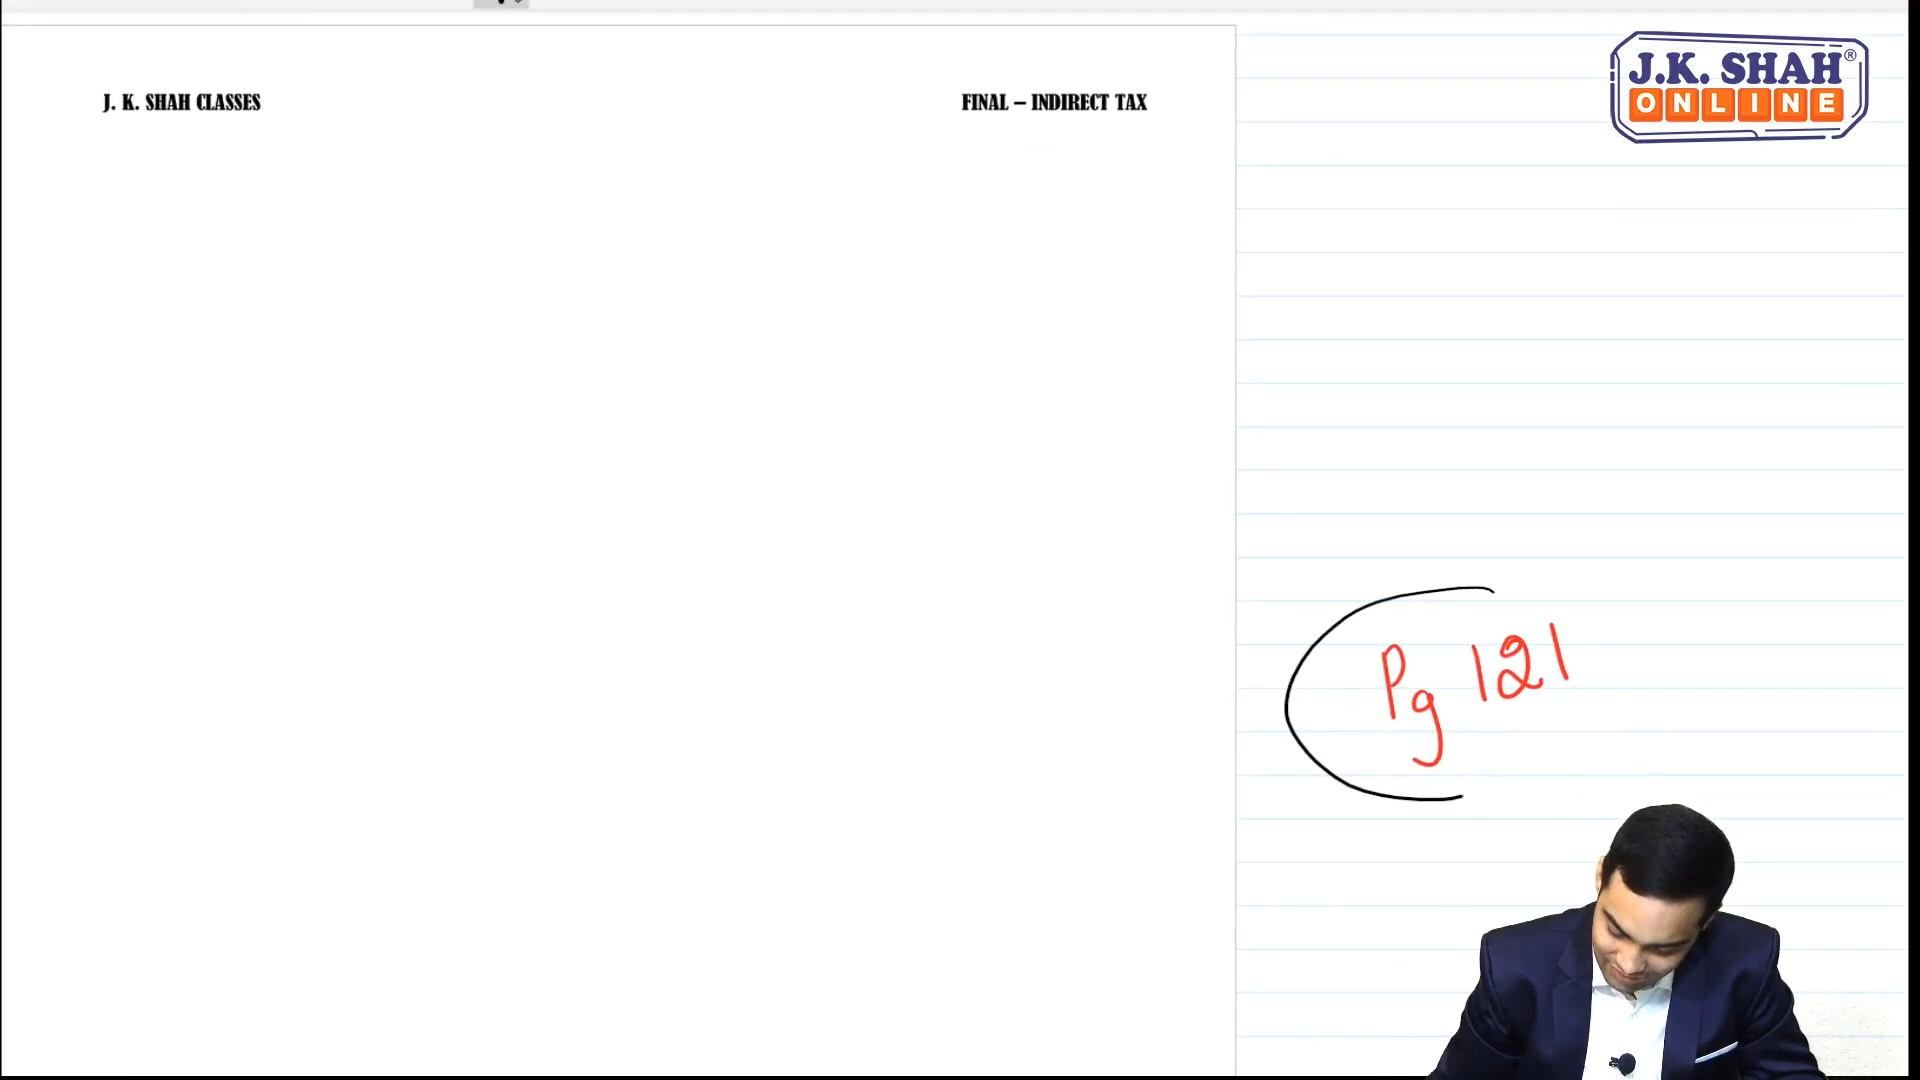 J. K. SHAH CLASSES
FINAL – INDIRECT TAX
J.K. SHAH®
ONLINE
Pg 121